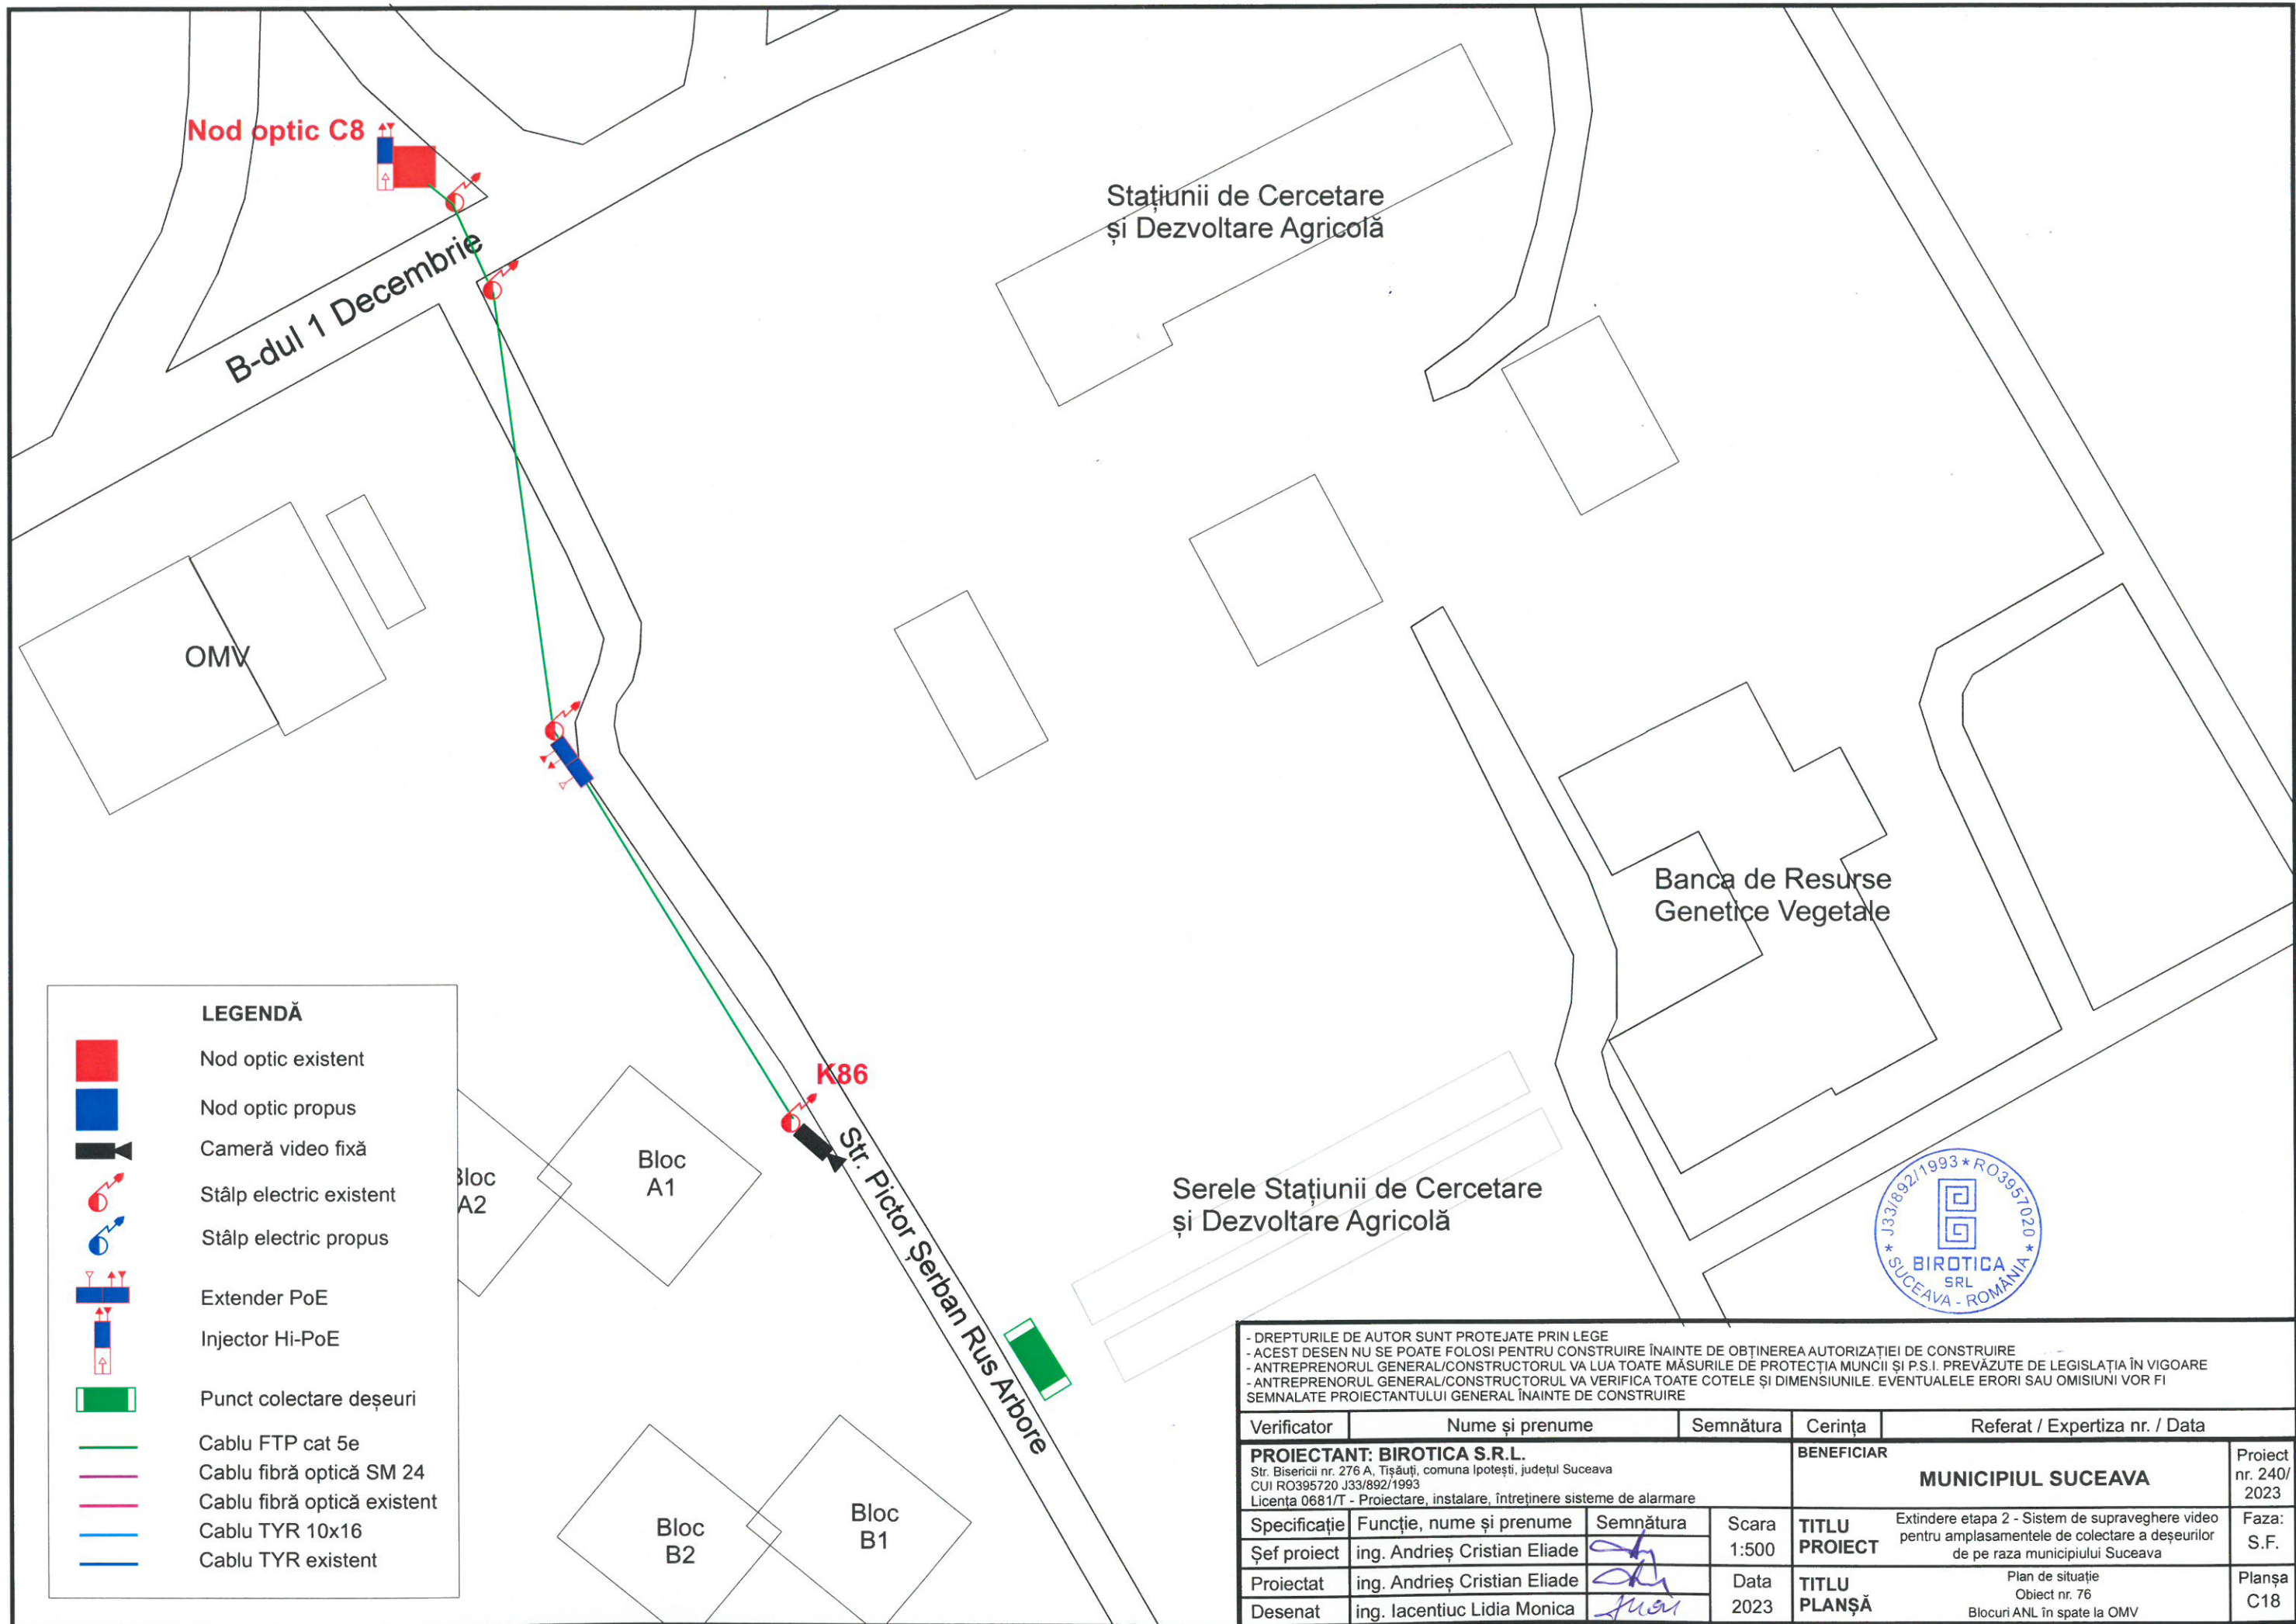 Nod optic C8
B-dul 1 Decembrie
Stațiunii de Cercetare
și Dezvoltare Agricolă
OMV
Banca de Resurse
Genetice Vegetale
K86
Str. Pictor Șerban Rus Arbore
Serele Stațiunii de Cercetare
și Dezvoltare Agricolă
Bloc
A1
Bloc
A2
Bloc
B2
Bloc
B1
LEGENDĂ
Nod optic existent
Nod optic propus
Cameră video fixă
Stâlp electric existent
Stâlp electric propus
Extender PoE
Injector Hi-PoE
Punct colectare deșeuri
Cablu FTP cat 5e
Cablu fibră optică SM 24
Cablu fibră optică existent
Cablu TYR 10x16
Cablu TYR existent
* J33/892/1993 * RO3957020 *
BIROTICA
SRL
SUCEAVA - ROMÂNIA
- DREPTURILE DE AUTOR SUNT PROTEJATE PRIN LEGE
- ACEST DESEN NU SE POATE FOLOSI PENTRU CONSTRUIRE ÎNAINTE DE OBȚINEREA AUTORIZAȚIEI DE CONSTRUIRE
- ANTREPRENORUL GENERAL/CONSTRUCTORUL VA LUA TOATE MĂSURILE DE PROTECȚIA MUNCII ȘI P.S.I. PREVĂZUTE DE LEGISLAȚIA ÎN VIGOARE
- ANTREPRENORUL GENERAL/CONSTRUCTORUL VA VERIFICA TOATE COTELE ȘI DIMENSIUNILE. EVENTUALELE ERORI SAU OMISIUNI VOR FI
SEMNALATE PROIECTANTULUI GENERAL ÎNAINTE DE CONSTRUIRE
Verificator Nume și prenume Semnătura Cerința Referat / Expertiza nr. / Data
PROIECTANT: BIROTICA S.R.L.
Str. Bisericii nr. 276 A, Tișăuți, comuna Ipotești, județul Suceava
CUI RO395720 J33/892/1993
Licența 0681/T - Proiectare, instalare, întreținere sisteme de alarmare
BENEFICIAR
MUNICIPIUL SUCEAVA
Proiect
nr. 240/
2023
Specificație Funcție, nume și prenume Semnătura
Șef proiect ing. Andrieș Cristian Eliade
Proiectat ing. Andrieș Cristian Eliade
Desenat ing. Iacentiuc Lidia Monica
Scara
1:500
Data
2023
TITLU
PROIECT
Extindere etapa 2 - Sistem de supraveghere video
pentru amplasamentele de colectare a deșeurilor
de pe raza municipiului Suceava
Faza:
S.F.
TITLU
PLANȘĂ
Plan de situație
Obiect nr. 76
Blocuri ANL în spate la OMV
Planșa
C18